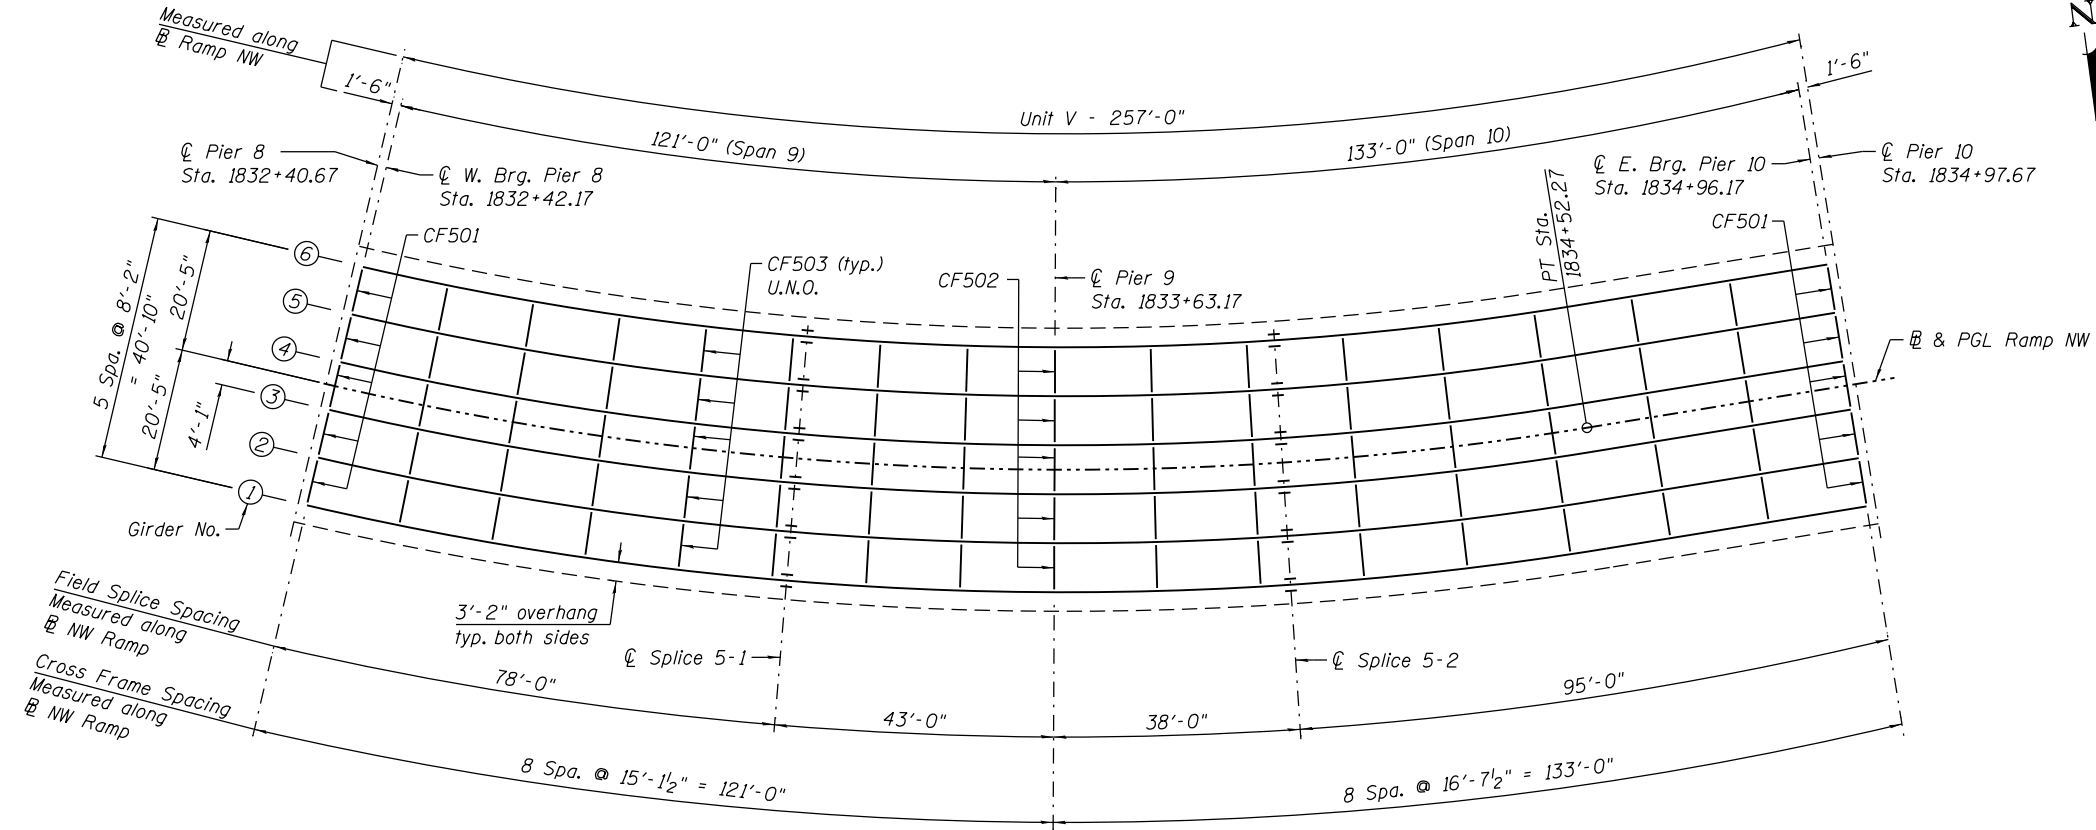 Measured along
℄ Ramp NW
N
1'-6"
1'-6"
Unit V - 257'-0"
121'-0" (Span 9)
133'-0" (Span 10)
℄ Pier 8
Sta. 1832+40.67
℄ W. Brg. Pier 8
Sta. 1832+42.17
PT Sta.
1834+52.27
℄ E. Brg. Pier 10
Sta. 1834+96.17
℄ Pier 10
Sta. 1834+97.67
CF501
CF503 (typ.)
U.N.O.
CF502
℄ Pier 9
Sta. 1833+63.17
CF501
5 Spa. @ 8'-2"
= 40'-10"
20'-5"
20'-5"
4'-1"
6
5
4
3
2
1
Girder No.
B̲L & PGL Ramp NW
3'-2" overhang
typ. both sides
℄ Splice 5-1
℄ Splice 5-2
Field Splice Spacing
Measured along
BL NW Ramp
78'-0"
43'-0"
38'-0"
95'-0"
Cross Frame Spacing
Measured along
BL NW Ramp
8 Spa. @ 15'-1½" = 121'-0"
8 Spa. @ 16'-7½" = 133'-0"